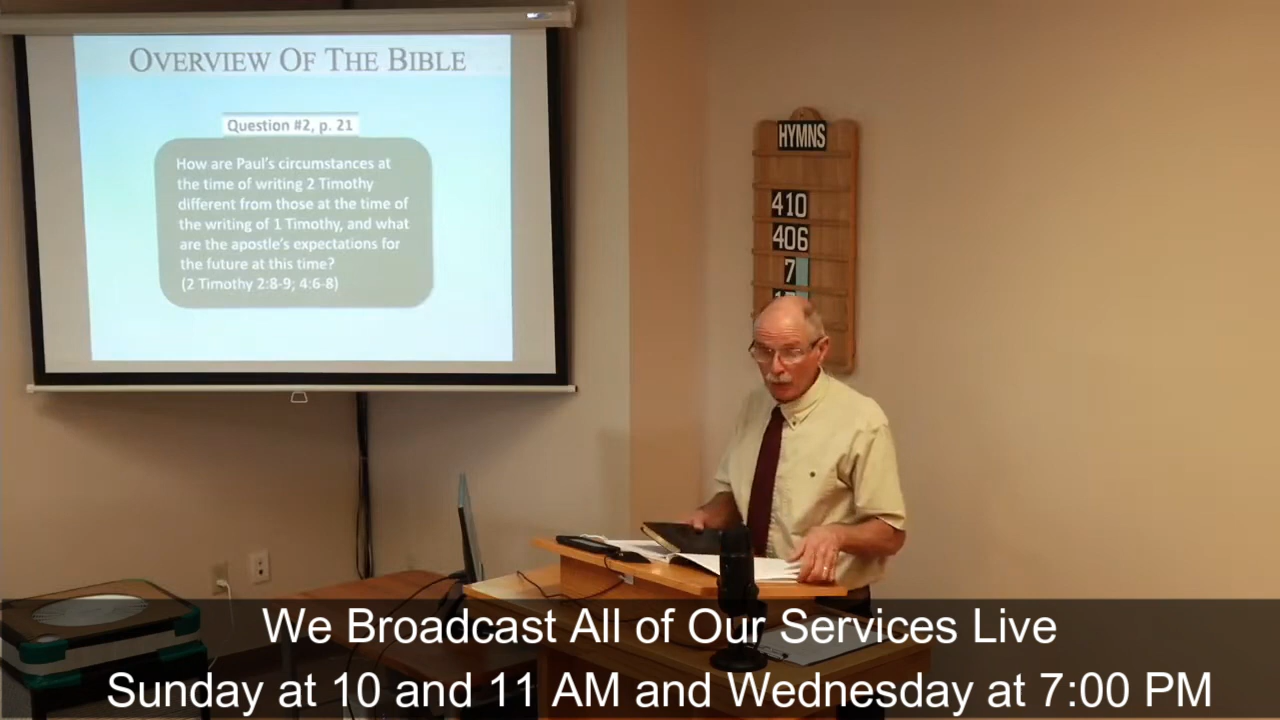 OVERVIEW OF THE BIBLE
Question #2, p. 21
How are Paul's circumstances at
the time of writing 2 Timothy
different from those at the time of
the writing of 1 Timothy, and what
are the apostle's expectations for
the future at this time?
(2 Timothy 2:8-9; 4:6-8)
HYMNS
410
406
7
We Broadcast All of Our Services Live
Sunday at 10 and 11 AM and Wednesday at 7:00 PM